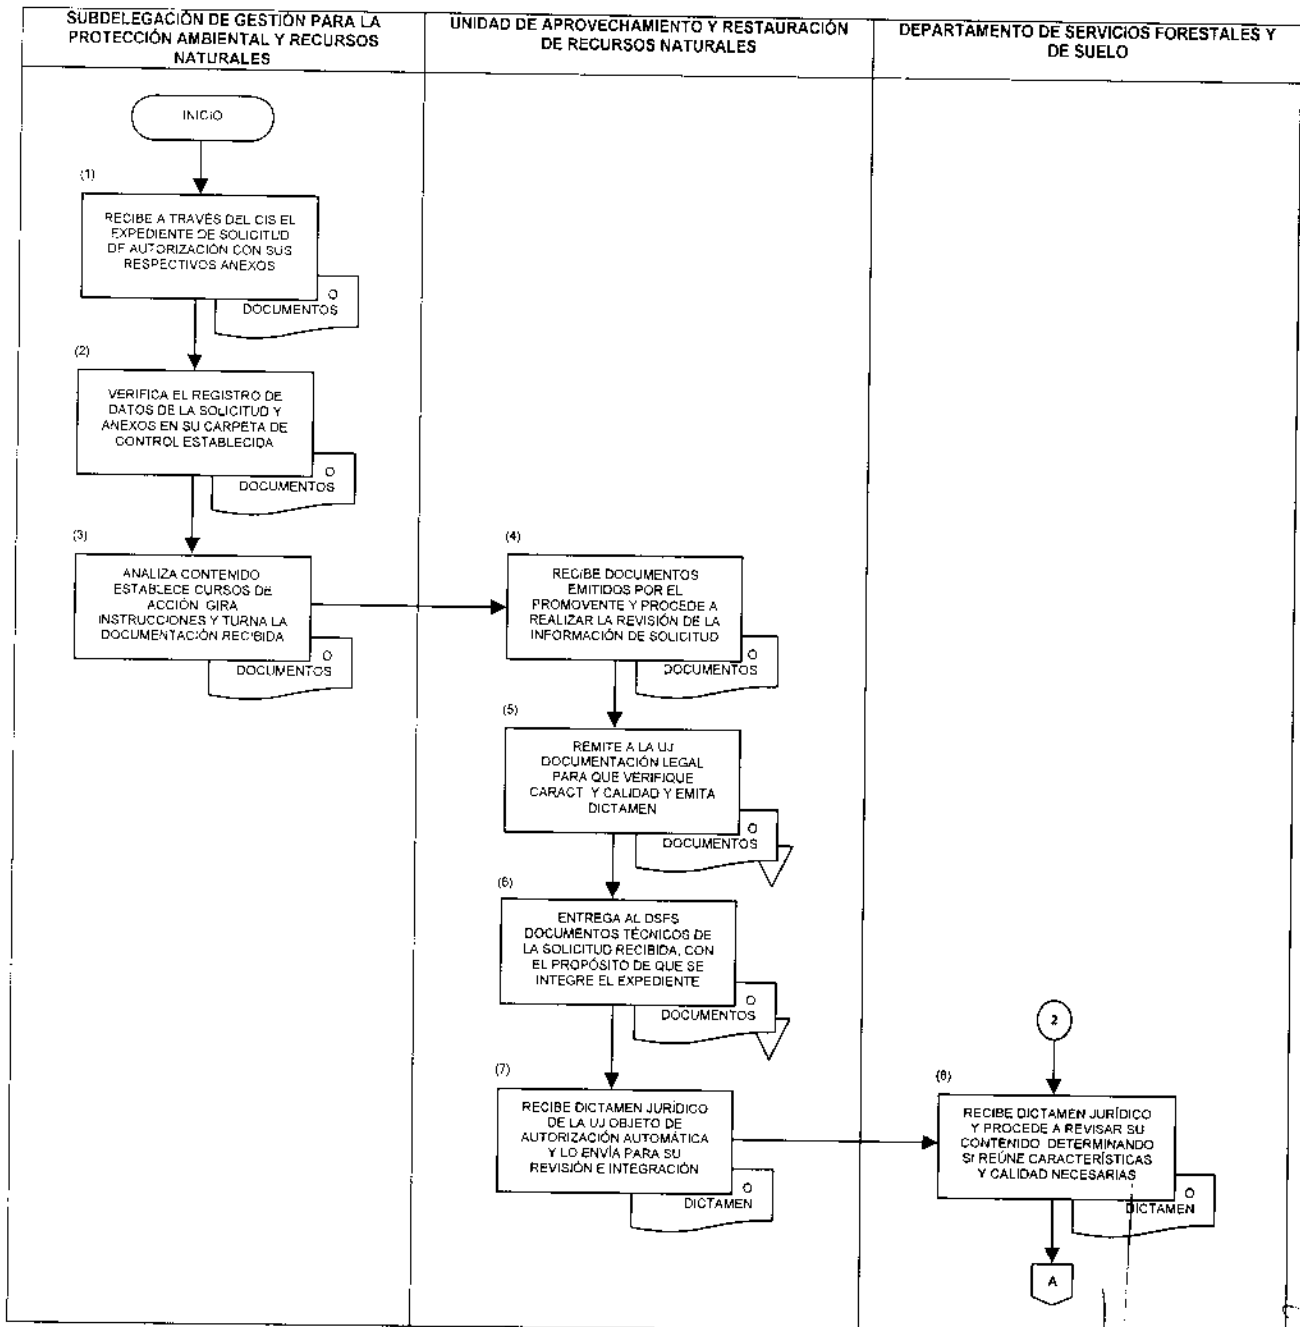 SUBDELEGACIÓN DE GESTIÓN PARA LA
PROTECCIÓN AMBIENTAL Y RECURSOS
NATURALES
UNIDAD DE APROVECHAMIENTO Y RESTAURACIÓN
DE RECURSOS NATURALES
DEPARTAMENTO DE SERVICIOS FORESTALES Y
DE SUELO
INICIO
(1)
RECIBE A TRAVÉS DEL CIS EL
EXPEDIENTE DE SOLICITUD
DE AUTORIZACIÓN CON SUS
RESPECTIVOS ANEXOS
O
DOCUMENTOS
(2)
VERIFICA EL REGISTRO DE
DATOS DE LA SOLICITUD Y
ANEXOS EN SU CARPETA DE
CONTROL ESTABLECIDA
O
DOCUMENTOS
(3)
ANALIZA CONTENIDO
ESTABLECE CURSOS DE
ACCIÓN GIRA
INSTRUCCIONES Y TURNA LA
DOCUMENTACIÓN RECIBIDA
O
DOCUMENTOS
(4)
RECIBE DOCUMENTOS
EMITIDOS POR EL
PROMOVENTE Y PROCEDE A
REALIZAR LA REVISIÓN DE LA
INFORMACIÓN DE SOLICITUD
O
DOCUMENTOS
(5)
REMITE A LA UJ
DOCUMENTACIÓN LEGAL
PARA QUE VERIFIQUE
CARACT Y CALIDAD Y EMITA
DICTAMEN
O
DOCUMENTOS
(6)
ENTREGA AL DSFS
DOCUMENTOS TÉCNICOS DE
LA SOLICITUD RECIBIDA, CON
EL PROPÓSITO DE QUE SE
INTEGRE EL EXPEDIENTE
O
DOCUMENTOS
(7)
RECIBE DICTAMEN JURÍDICO
DE LA UJ OBJETO DE
AUTORIZACIÓN AUTOMÁTICA
Y LO ENVÍA PARA SU
REVISIÓN E INTEGRACIÓN
O
DICTAMEN
2
(8)
RECIBE DICTAMEN JURÍDICO
Y PROCEDE A REVISAR SU
CONTENIDO DETERMINANDO
SI REÚNE CARACTERÍSTICAS
Y CALIDAD NECESARIAS
O
DICTAMEN
A